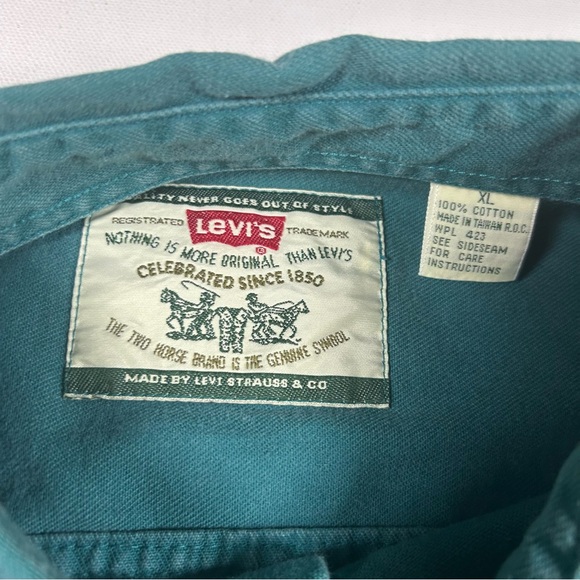 QUALITY NEVER GOES OUT OF STYLE
REGISTRATED LEVI'S ® TRADEMARK
NOTHING IS MORE ORIGINAL THAN LEVI'S
CELEBRATED SINCE 1850
THE TWO HORSE BRAND IS THE GENUINE SYMBOL
MADE BY LEVI STRAUSS & CO
XL
100% COTTON
MADE IN TAIWAN R.O.C.
WPL 423
SEE SIDESEAM
FOR CARE
INSTRUCTIONS